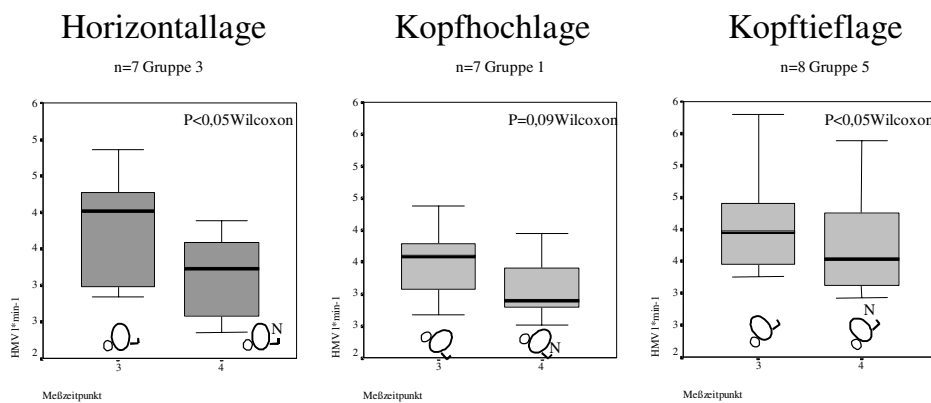 Horizontallage
n=7 Gruppe 3
P<0,05Wilcoxon
6
5
5
4
4
3
3
2
HMV l*min-1
N
3
4
Meßzeitpunkt
Kopfhochlage
n=7 Gruppe 1
P=0,09Wilcoxon
6
6
5
5
4
4
3
3
2
HMV l*min-1
N
3
4
Meßzeitpunkt
Kopftieflage
n=8 Gruppe 5
P<0,05Wilcoxon
6
6
5
5
4
4
3
3
2
HMV l*min-1
N
3
4
Meßzeitpunkt